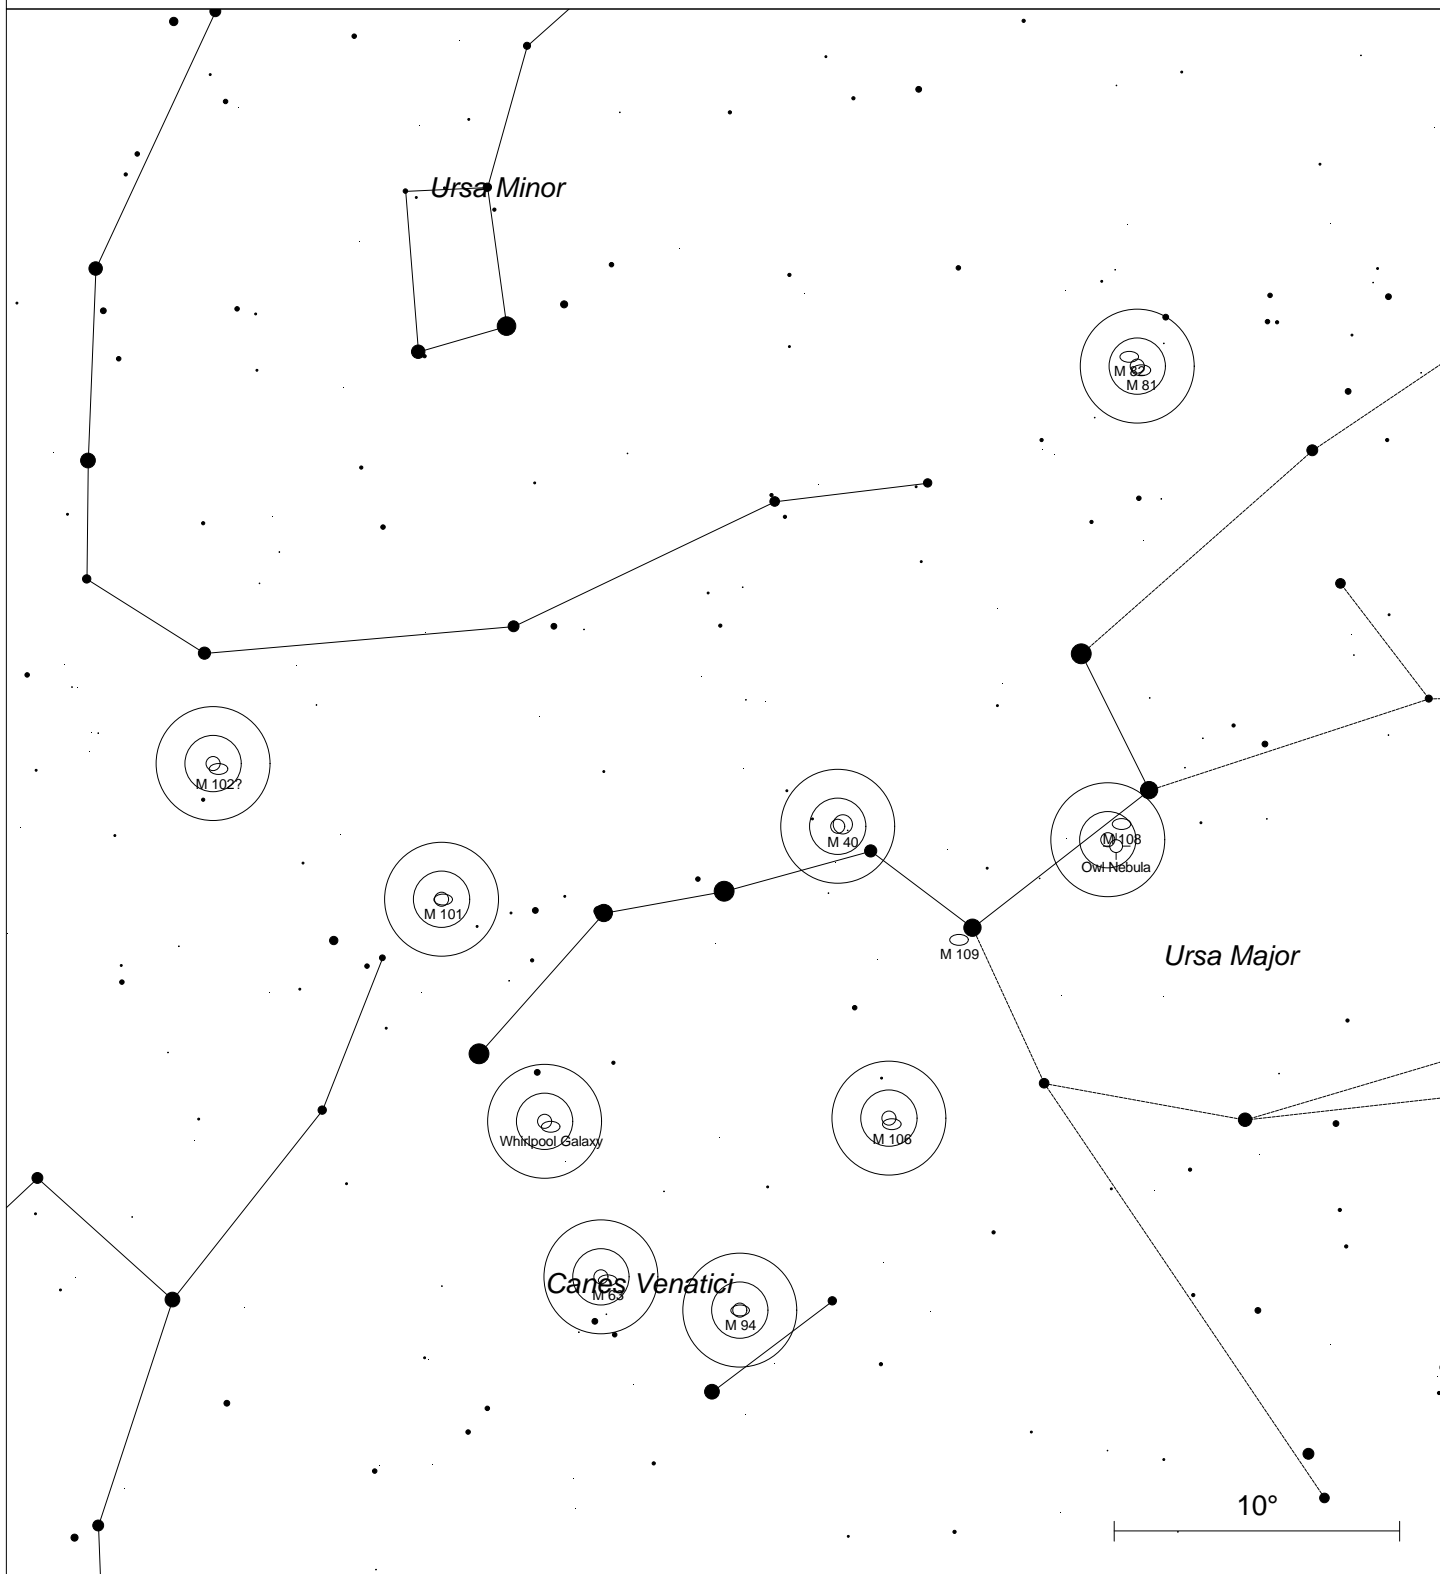 Ursa Minor
M 82
M 81
M 102?
M 40
M 108
Owl Nebula
M 101
M 109
Ursa Major
Whirlpool Galaxy
M 106
Canes Venatici
M 63
M 94
10°